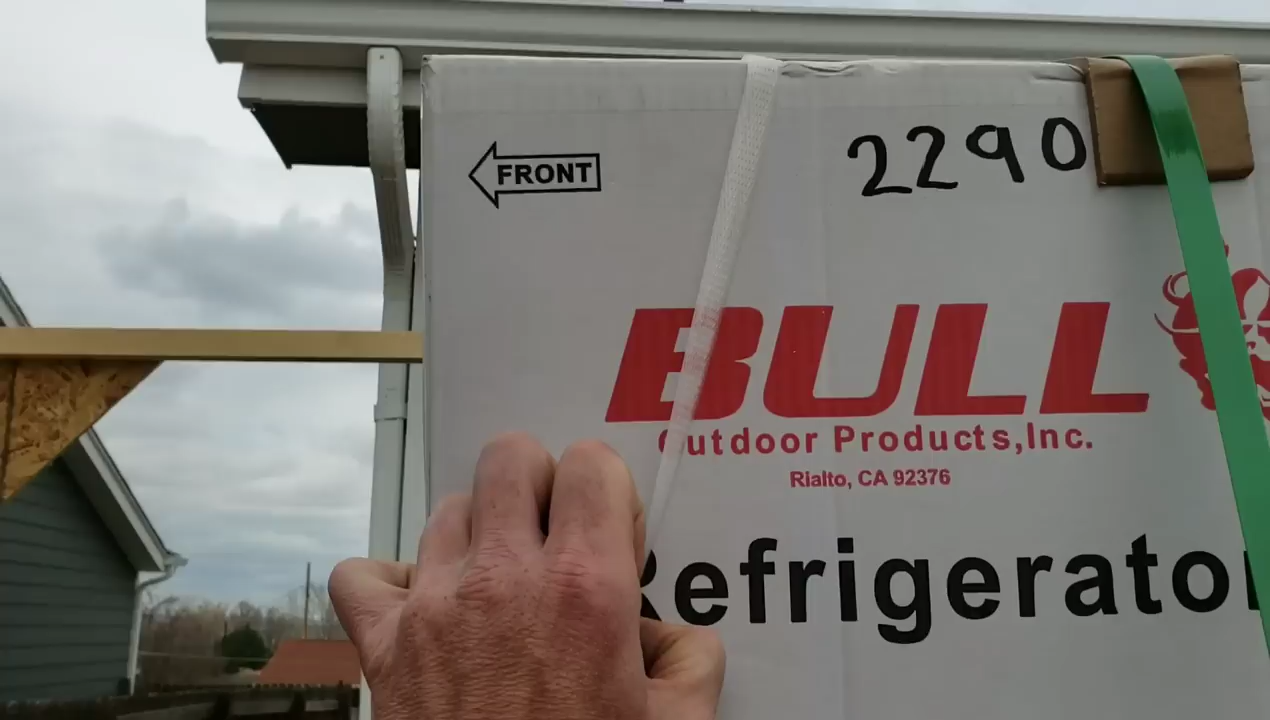 FRONT
2290
BULL
Outdoor Products,Inc.
Rialto, CA 92376
Refrigerator